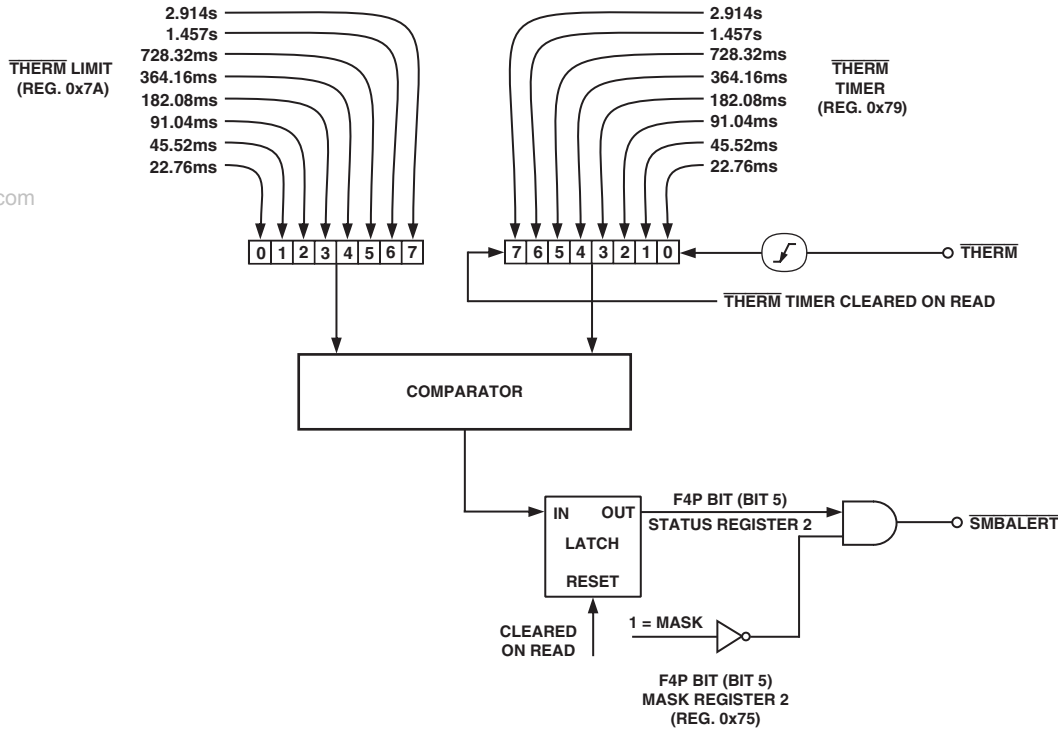 2.914s
1.457s
728.32ms
364.16ms
182.08ms
91.04ms
45.52ms
22.76ms
THERM LIMIT
(REG. 0x7A)
2.914s
1.457s
728.32ms
364.16ms
182.08ms
91.04ms
45.52ms
22.76ms
THERM
TIMER
(REG. 0x79)
com
0 1 2 3 4 5 6 7
7 6 5 4 3 2 1 0
THERM
THERM TIMER CLEARED ON READ
COMPARATOR
IN OUT
LATCH
RESET
F4P BIT (BIT 5)
STATUS REGISTER 2
SMBALERT
CLEARED
ON READ
1 = MASK
F4P BIT (BIT 5)
MASK REGISTER 2
(REG. 0x75)